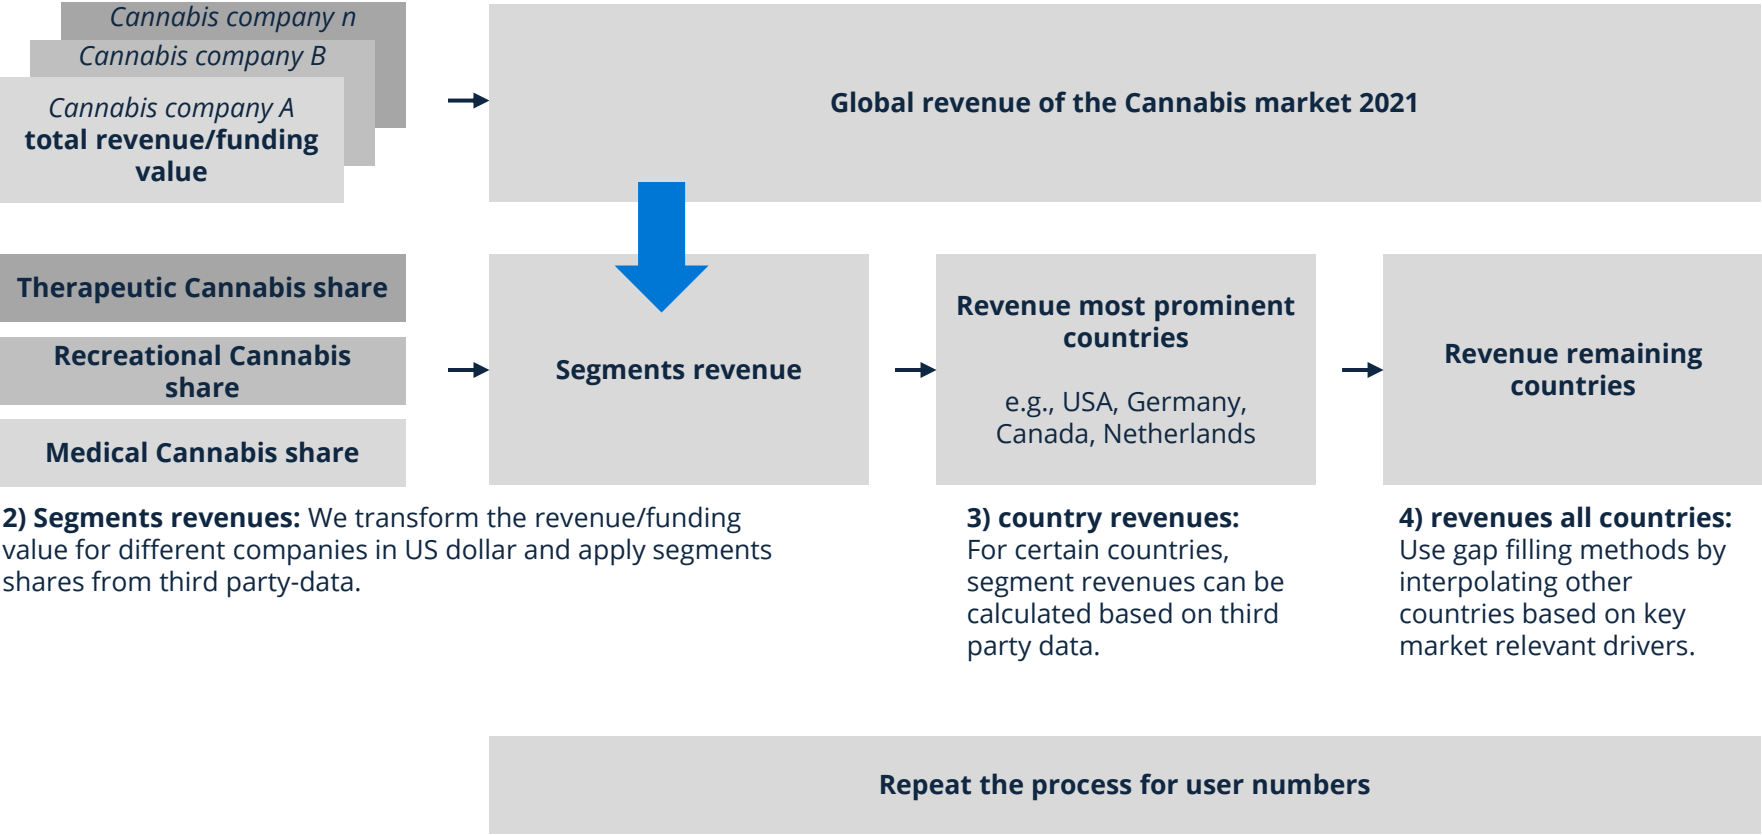 Cannabis company n
Cannabis company B
Cannabis company A
total revenue/funding
value
Global revenue of the Cannabis market 2021
Therapeutic Cannabis share
Recreational Cannabis
share
Medical Cannabis share
Segments revenue
Revenue most prominent
countries
e.g., USA, Germany,
Canada, Netherlands
Revenue remaining
countries
2) Segments revenues: We transform the revenue/funding
value for different companies in US dollar and apply segments
shares from third party-data.
3) country revenues:
For certain countries,
segment revenues can be
calculated based on third
party data.
4) revenues all countries:
Use gap filling methods by
interpolating other
countries based on key
market relevant drivers.
Repeat the process for user numbers